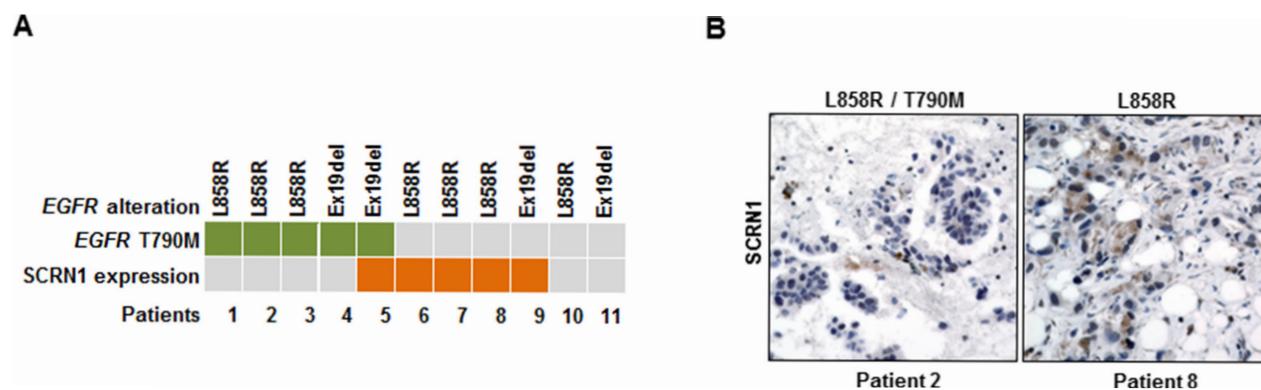 A
EGFR alteration L858R L858R L858R Ex19del Ex19del L858R L858R L858R Ex19del L858R Ex19del
EGFR T790M
SCRN1 expression
Patients 1 2 3 4 5 6 7 8 9 10 11
B
L858R / T790M L858R
SCRN1
Patient 2 Patient 8